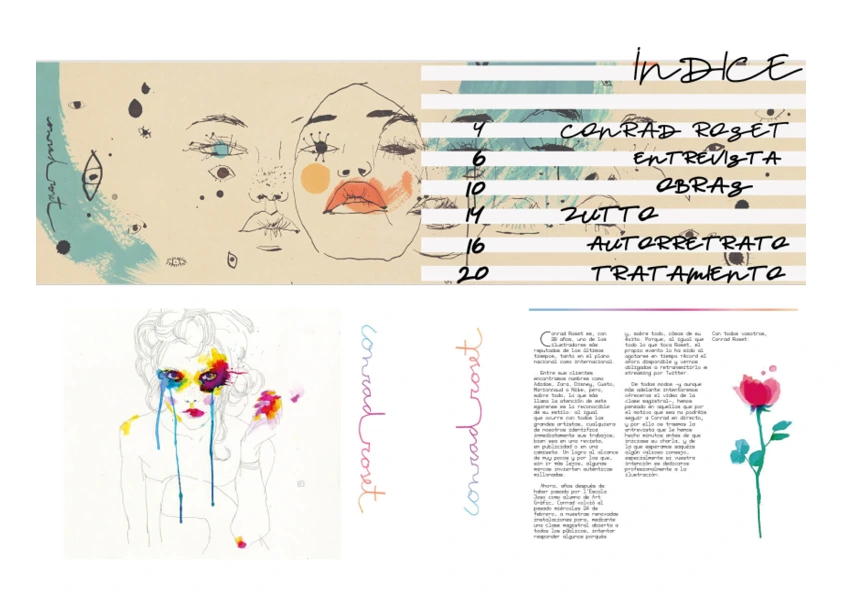 ÍNDICE
4 CONRAD ROSET
6 ENTREVISTA
10 OBRAS
14 ZUTTO
16 AUTORRETRATO
20 TRATAMIENTO
conrad roset
conrad roset
conrad roset
Conrad Roset es, con
28 años, uno de los
ilustradores más
reputados de los últimos
tiempos, tanto en el plano
nacional como internacional.
Entre sus clientes
encontramos nombres como
Adidas, Zara, Disney, Custo,
Marionnaud o Nike, pero,
sobre todo, lo que más
llama la atención de este
es lo reconocible
de su estilo: al igual
que ocurre con todos los
grandes artistas, cualquiera
de nosotros identifica
inmediatamente sus trabajos,
bien sea en una revista,
en publicidad o en una
camiseta. Un logro al alcance
de muy pocos y por los que,
aún ir más lejos, algunas
marcas invierten auténticas
millonadas.
Ahora, años después de
haber pasado por l'Escola
Joso como alumno de Art
Gràfic, Conrad volvió el
pasado miércoles 24 de
febrero, a nuestras renovadas
instalaciones para, mediante
una clase magistral abierta a
todos los públicos, intentar
responder algunos porqués
y, sobre todo, cómos de su
éxito. Porque, al igual que
todo lo que toca Roset, el
propio evento lo ha sido al
agotarse en tiempo récord el
aforo disponible y vernos
obligados a retransmitirlo en
streaming por Twitter.
De todos modos -y aunque
más adelante intentaremos
ofreceros el vídeo de la
clase magistral-, hemos
pensado en aquellos que por
el motivo que sea no podréis
seguir a Conrad en directo,
y por ello os traemos la
entrevista que le hemos
hecho minutos antes de que
iniciase su charla, y de
la que esperamos saquéis
algún valioso consejo,
especialmente si vuestra
intención es dedicaros
profesionalmente a la
ilustración.
Con todos vosotros,
Conrad Roset: